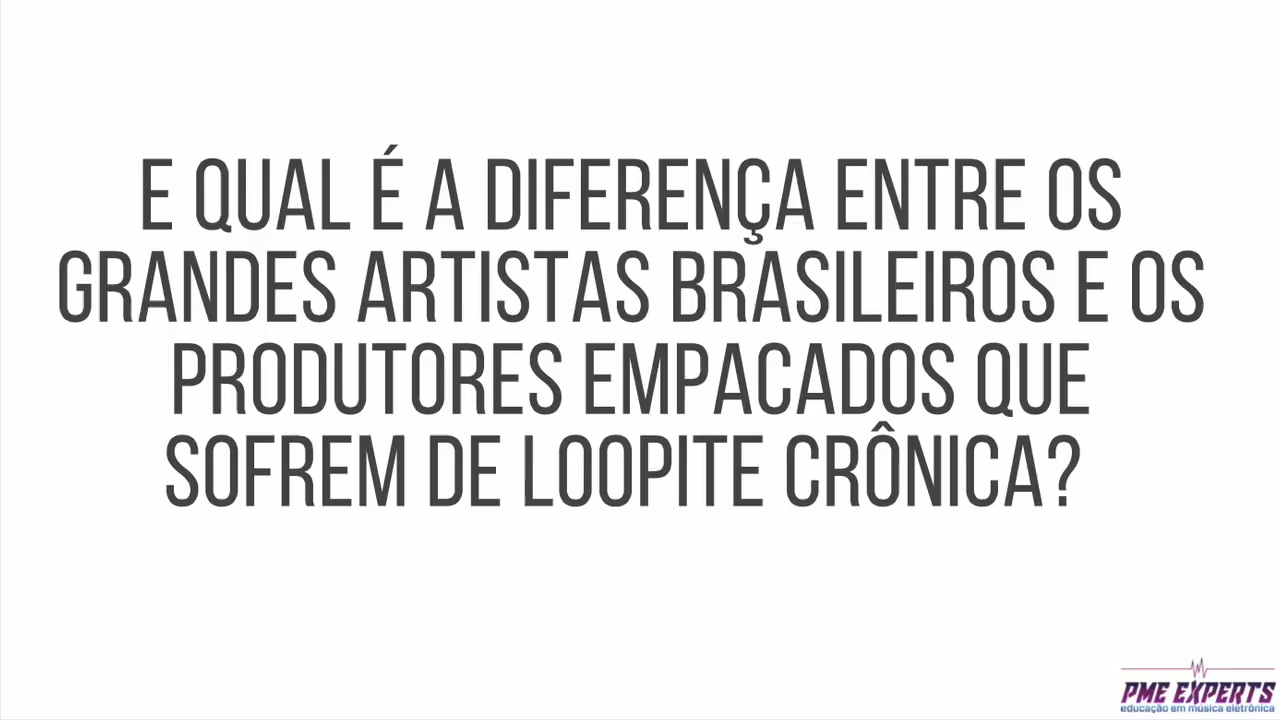 E QUAL É A DIFERENÇA ENTRE OS
GRANDES ARTISTAS BRASILEIROS E OS
PRODUTORES EMPACADOS QUE
SOFREM DE LOOPITE CRÔNICA?
PME EXPERTS
educação em música eletrônica